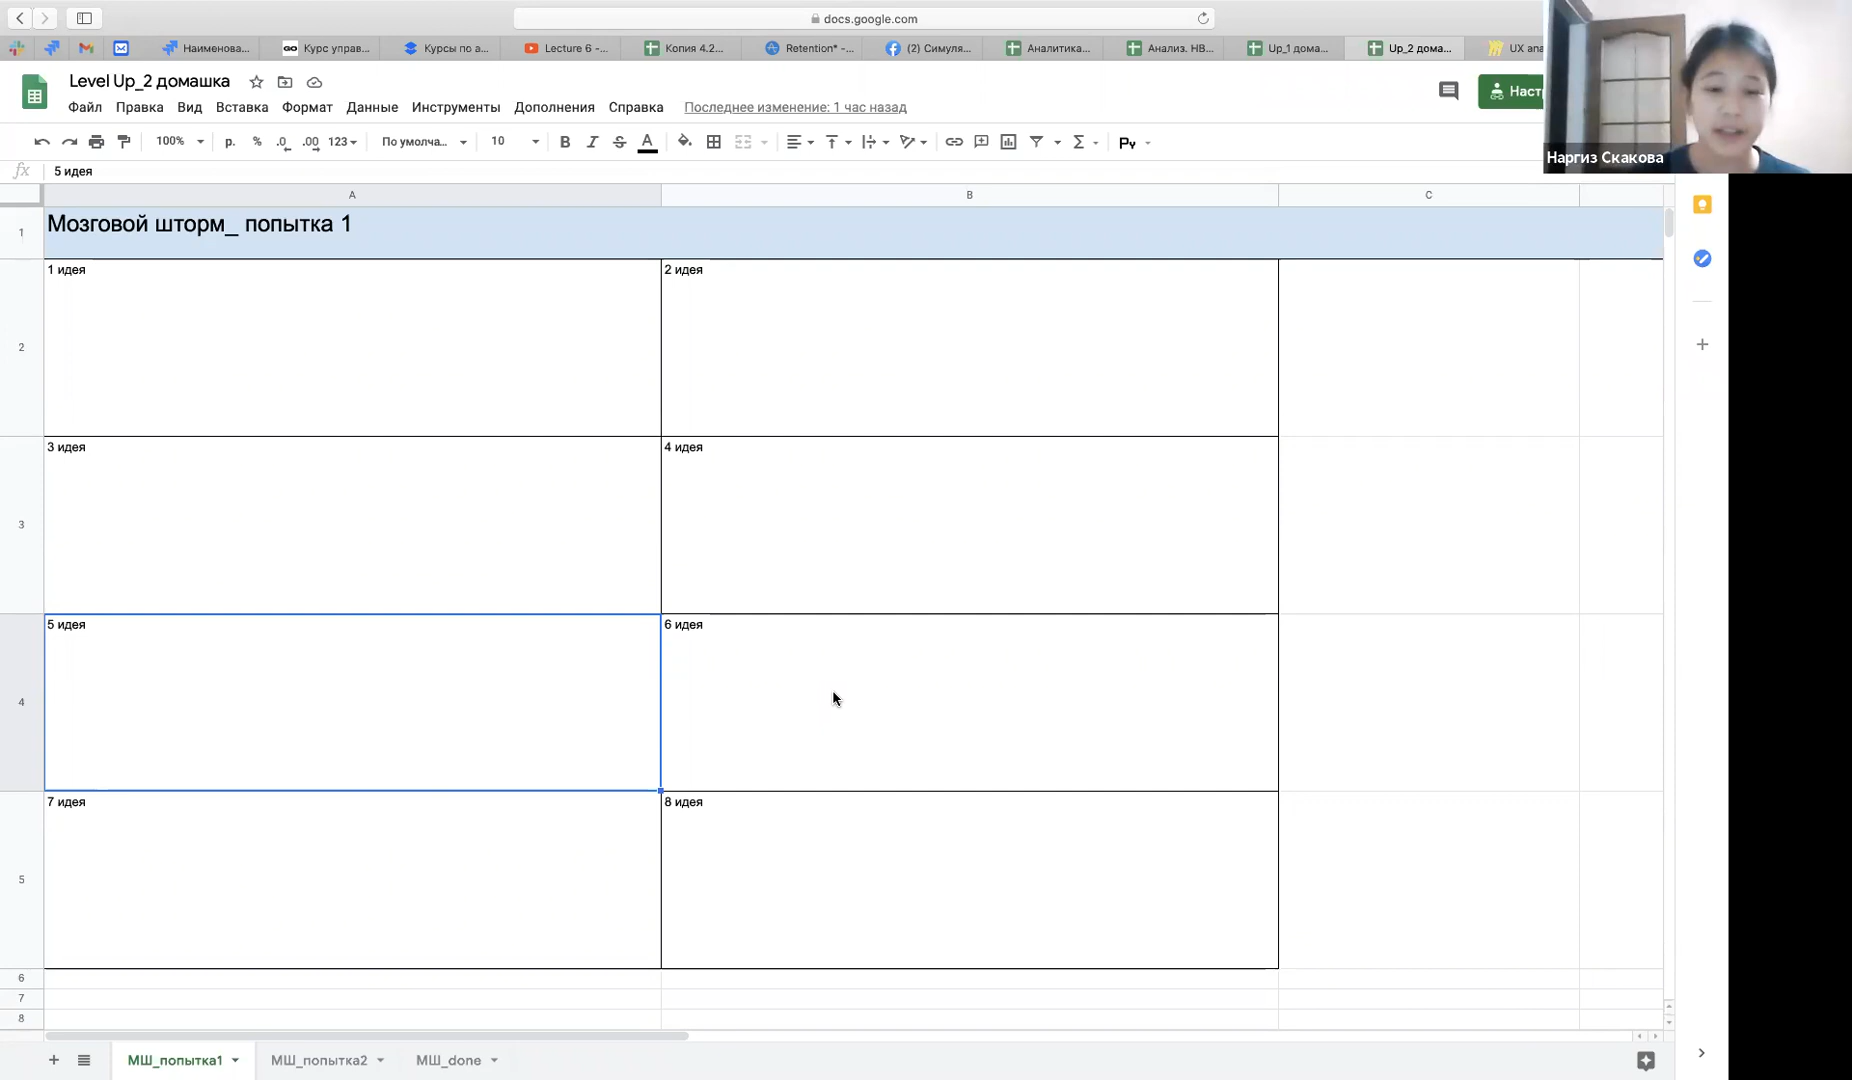 docs.google.com
Наименова...
GO Курс управ...
Курсы по а...
Lecture 6 -...
Копия 4.2...
Retention* -...
(2) Симуля...
Аналитика...
Анализ. НВ...
Up_1 дома...
Up_2 дома...
UX ana
Level Up_2 домашка
Файл Правка Вид Вставка Формат Данные Инструменты Дополнения Справка Последнее изменение: 1 час назад
Наст
100% р. % .0 .00 123 По умолча... 10 B I S A Σ Ру
Наргиз Скакова
fx 5 идея
A B C
1 Мозговой шторм_ попытка 1
1 идея 2 идея
2
3 идея 4 идея
3
5 идея 6 идея
4
7 идея 8 идея
5
6
7
8
МШ_попытка1 МШ_попытка2 МШ_done